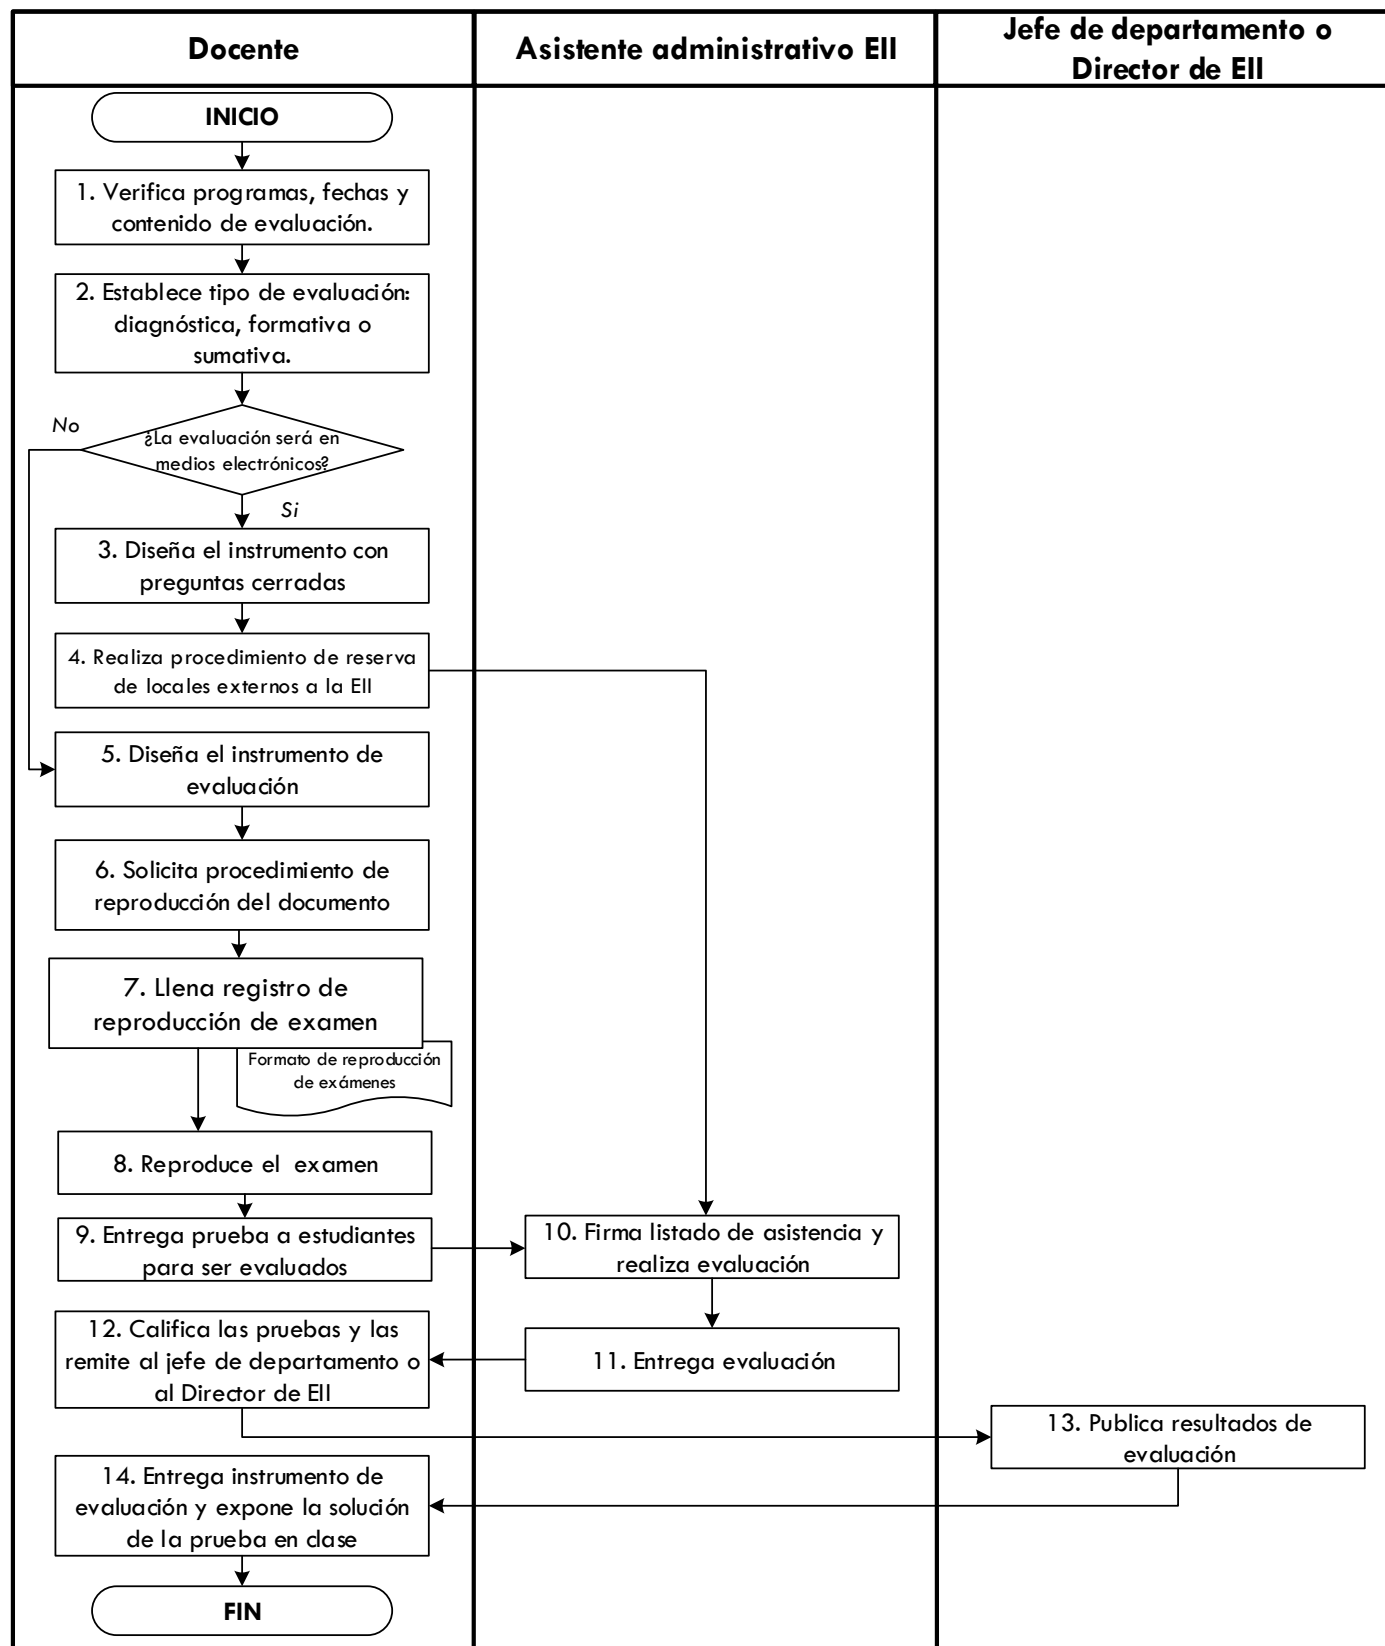 Docente
Asistente administrativo EII
Jefe de departamento o
Director de EII
INICIO
1. Verifica programas, fechas y
contenido de evaluación.
2. Establece tipo de evaluación:
diagnóstica, formativa o
sumativa.
No
¿La evaluación será en
medios electrónicos?
Si
3. Diseña el instrumento con
preguntas cerradas
4. Realiza procedimiento de reserva
de locales externos a la EII
5. Diseña el instrumento de
evaluación
6. Solicita procedimiento de
reproducción del documento
7. Llena registro de
reproducción de examen
Formato de reproducción
de exámenes
8. Reproduce el examen
9. Entrega prueba a estudiantes
para ser evaluados
10. Firma listado de asistencia y
realiza evaluación
12. Califica las pruebas y las
remite al jefe de departamento o
al Director de EII
11. Entrega evaluación
13. Publica resultados de
evaluación
14. Entrega instrumento de
evaluación y expone la solución
de la prueba en clase
FIN